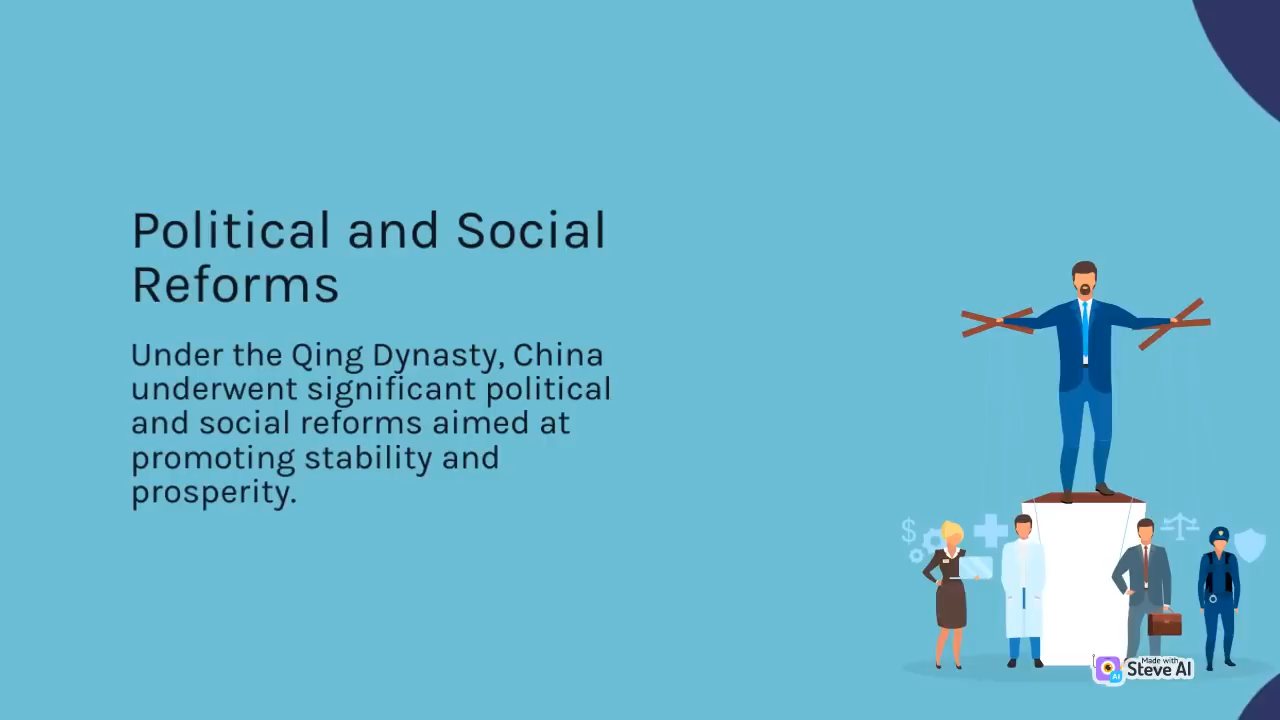 Political and Social
Reforms
Under the Qing Dynasty, China
underwent significant political
and social reforms aimed at
promoting stability and
prosperity.
$
Made with
AI
Steve AI